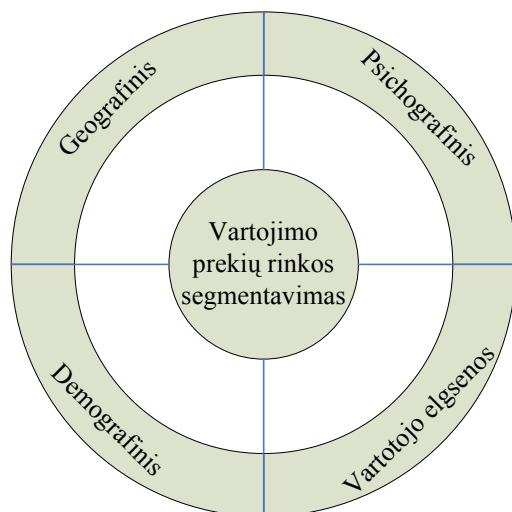 Geografinis
Psichografinis
Vartojimo
prekių rinkos
segmentavimas
Demografinis
Vartotojo elgsenos